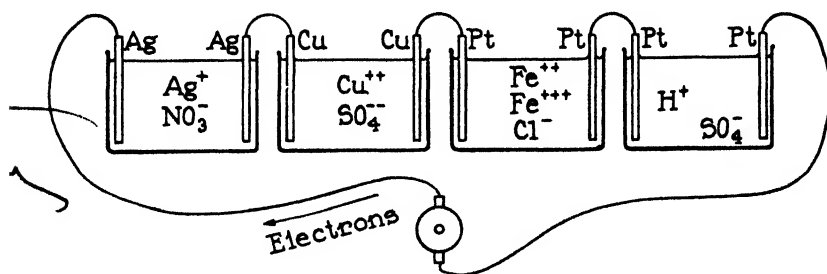 Ag Ag Cu Cu Pt Pt Pt Pt
Ag⁺ Cu⁺⁺ Fe⁺⁺ H⁺
NO₃⁻ SO₄⁻⁻ Fe⁺⁺⁺ SO₄⁻
Cl⁻
Electrons